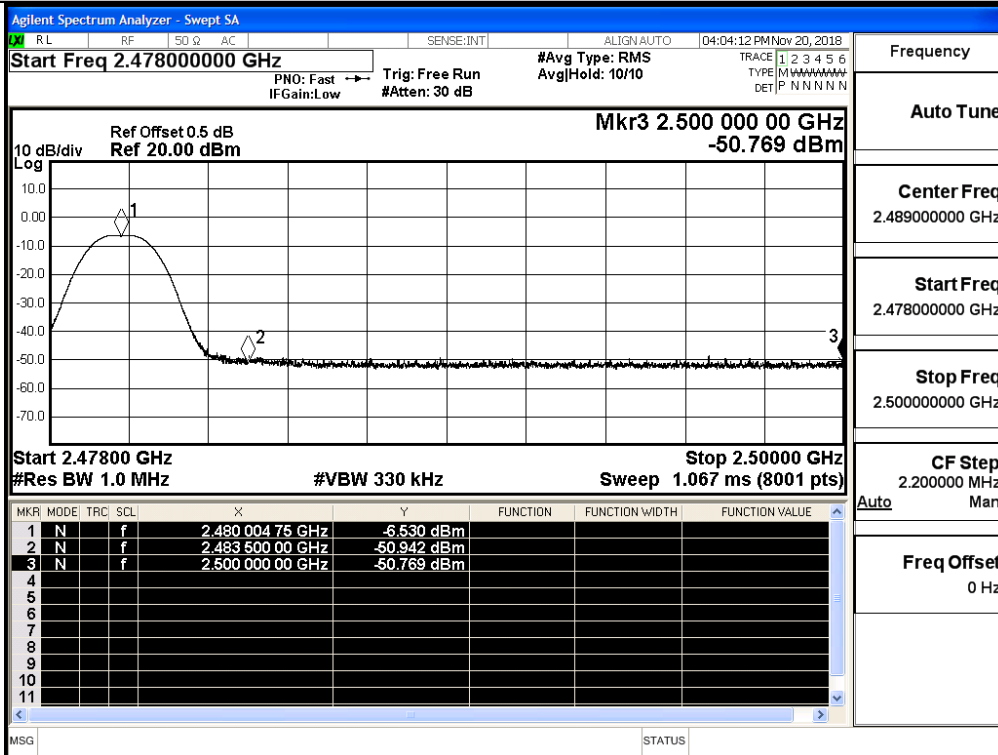 Agilent Spectrum Analyzer - Swept SA
LXI RL RF 50 Ω AC SENSE:INT ALIGN AUTO 04:04:12 PM Nov 20, 2018
Start Freq 2.478000000 GHz
PNO: Fast
IFGain:Low
Trig: Free Run
#Atten: 30 dB
#Avg Type: RMS
Avg|Hold: 10/10
TRACE 1 2 3 4 5 6
TYPE M WWWWW
DET P N N N N N
Ref Offset 0.5 dB
10 dB/div Ref 20.00 dBm
Log
Mkr3 2.500 000 00 GHz
-50.769 dBm
10.0
0.00
-10.0
-20.0
-30.0
-40.0
-50.0
-60.0
-70.0
1
2
3
Start 2.47800 GHz Stop 2.50000 GHz
#Res BW 1.0 MHz #VBW 330 kHz Sweep 1.067 ms (8001 pts)
MKR MODE TRC SCL X Y FUNCTION FUNCTION WIDTH FUNCTION VALUE
1 N f 2.480 004 75 GHz -6.530 dBm
2 N f 2.483 500 00 GHz -50.942 dBm
3 N f 2.500 000 00 GHz -50.769 dBm
4
5
6
7
8
9
10
11
MSG STATUS
Frequency
Auto Tune
Center Freq
2.489000000 GHz
Start Freq
2.478000000 GHz
Stop Freq
2.500000000 GHz
CF Step
2.200000 MHz
Auto Man
Freq Offset
0 Hz